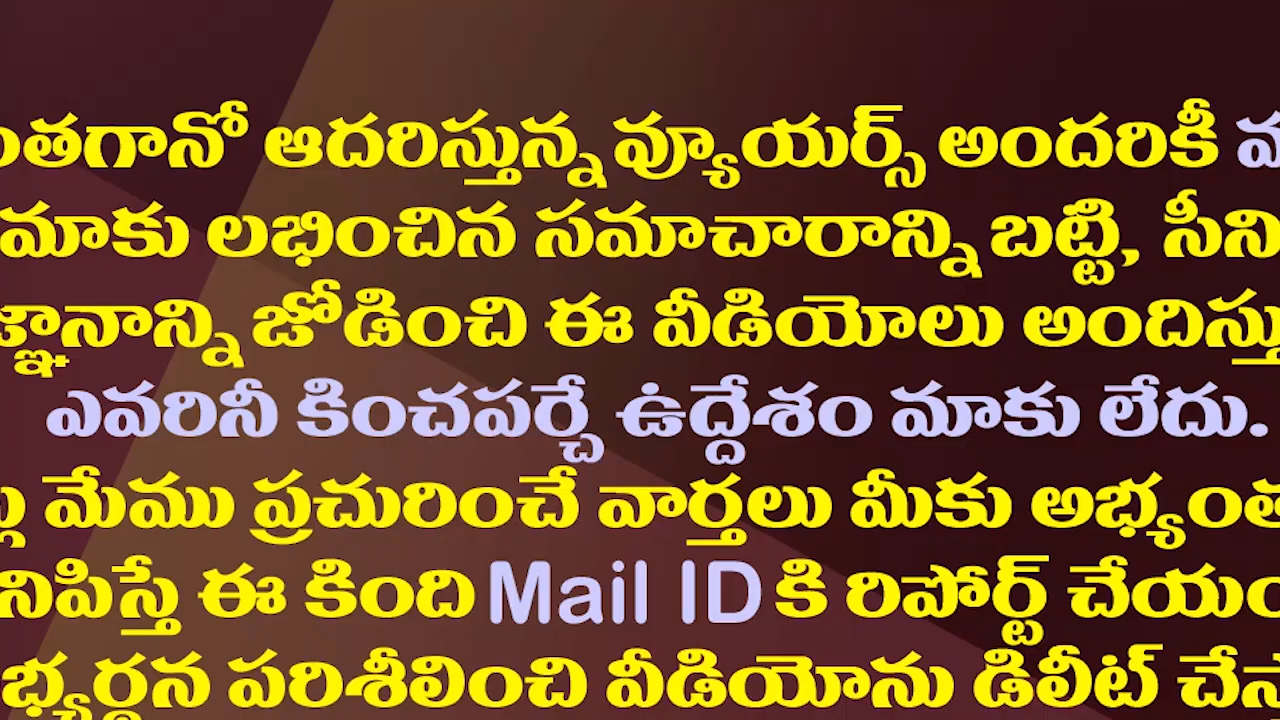 ంతగానో ఆదరిస్తున్న వ్యూయర్స్ అందరికీ
మాకు లభించిన సమాచారాన్ని బట్టి, సీని
జ్ఞానాన్ని జోడించి ఈ వీడియోలు అందిస్తు
ఎవరినీ కించపర్చే ఉద్దేశం మాకు లేదు.
మేము ప్రచురించే వార్తలు మీకు అభ్యంత
నిపిస్తే ఈ కింది Mail ID కి రిపోర్ట్ చేయం
భ్యర్థన పరిశీలించి వీడియోను డిలీట్ చేస